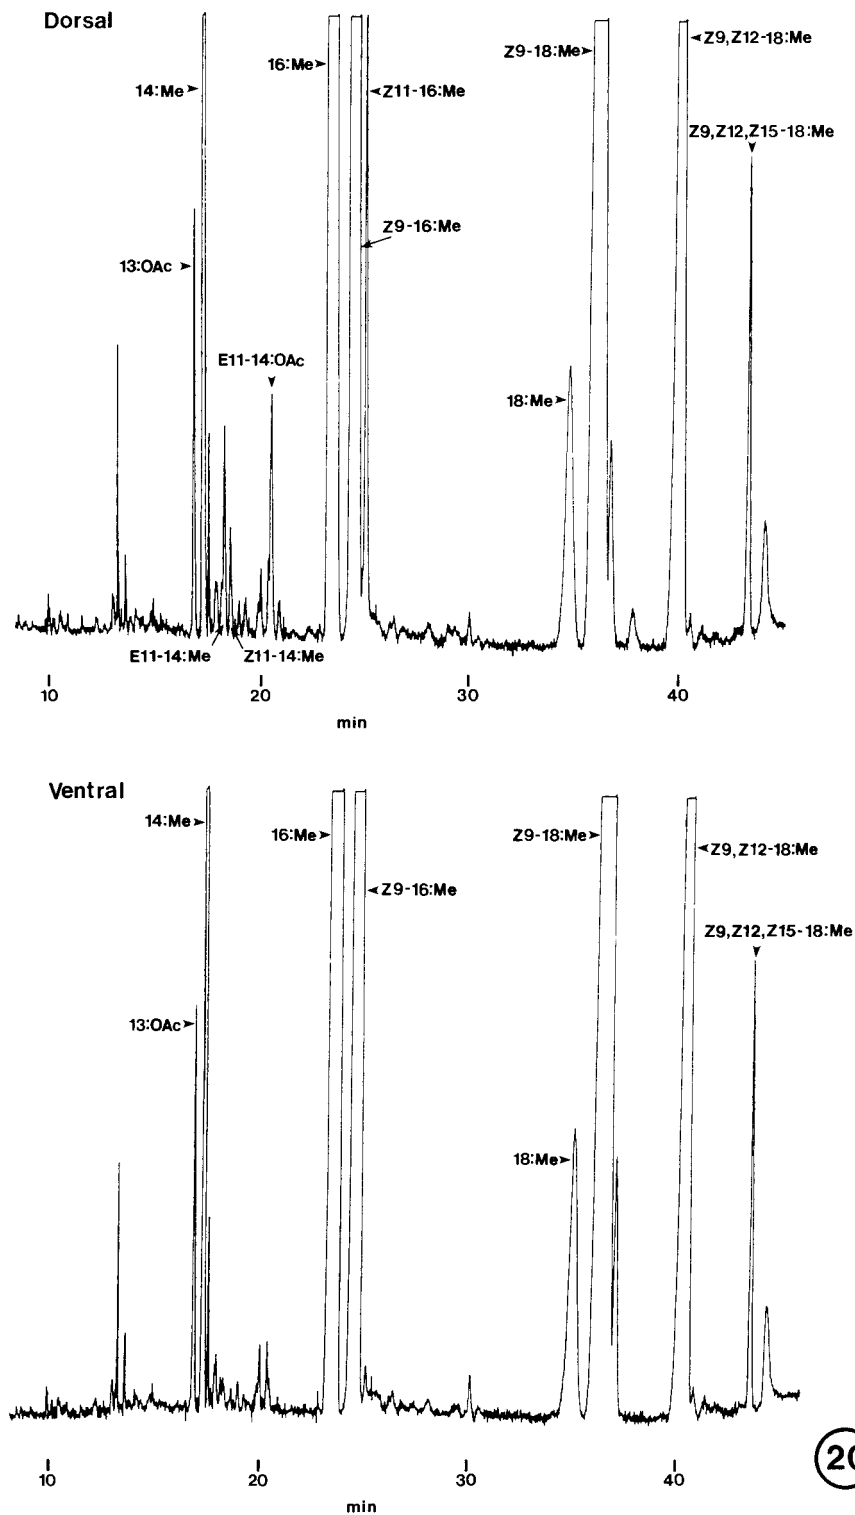 Dorsal
14:Me
16:Me
Z11-16:Me
Z9-18:Me
Z9,Z12-18:Me
Z9,Z12,Z15-18:Me
Z9-16:Me
13:OAc
E11-14:OAc
18:Me
E11-14:Me
Z11-14:Me
10
20
30
40
min
Ventral
14:Me
16:Me
Z9-18:Me
Z9,Z12-18:Me
Z9-16:Me
Z9,Z12,Z15-18:Me
13:OAc
18:Me
10
20
30
40
min